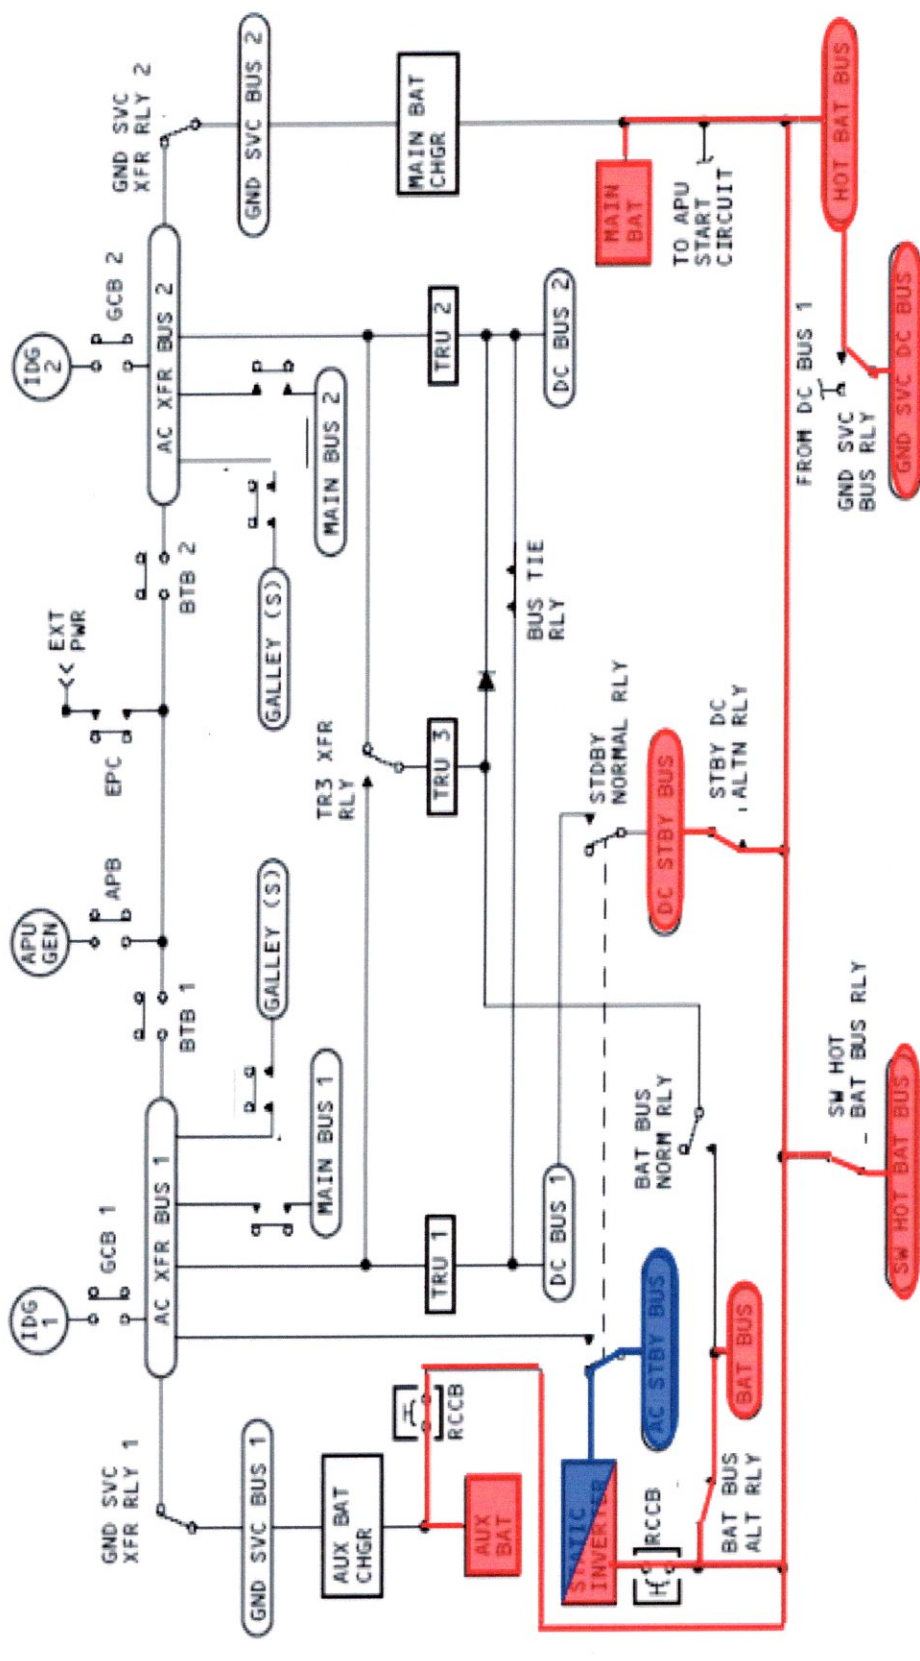 IDG
1
GCB 1
APU
GEN
APB
EPC
EXT
PWR
IDG
2
GCB 2
GND SVC
XFR RLY 1
AC XFR BUS 1
BTB 1
BTB 2
AC XFR BUS 2
GND SVC
XFR RLY 2
GND SVC BUS 1
MAIN BUS 1
GALLEY (S)
GALLEY (S)
MAIN BUS 2
GND SVC BUS 2
AUX BAT
CHGR
TR3 XFR
RLY
MAIN BAT
CHGR
RCCB
TRU 1
TRU 3
TRU 2
AUX
BAT
DC BUS 1
BUS TIE
RLY
DC BUS 2
STATIC
INVERTER
STDBY
NORMAL RLY
MAIN
BAT
RCCB
AC STBY BUS
BAT BUS
NORM RLY
DC STBY BUS
TO APU
START
CIRCUIT
BAT BUS
ALT RLY
BAT BUS
STBY DC
ALTN RLY
FROM DC BUS 1
HOT BAT BUS
SW HOT
BAT BUS RLY
GND SVC
BUS RLY
SW HOT BAT BUS
GND SVC DC BUS